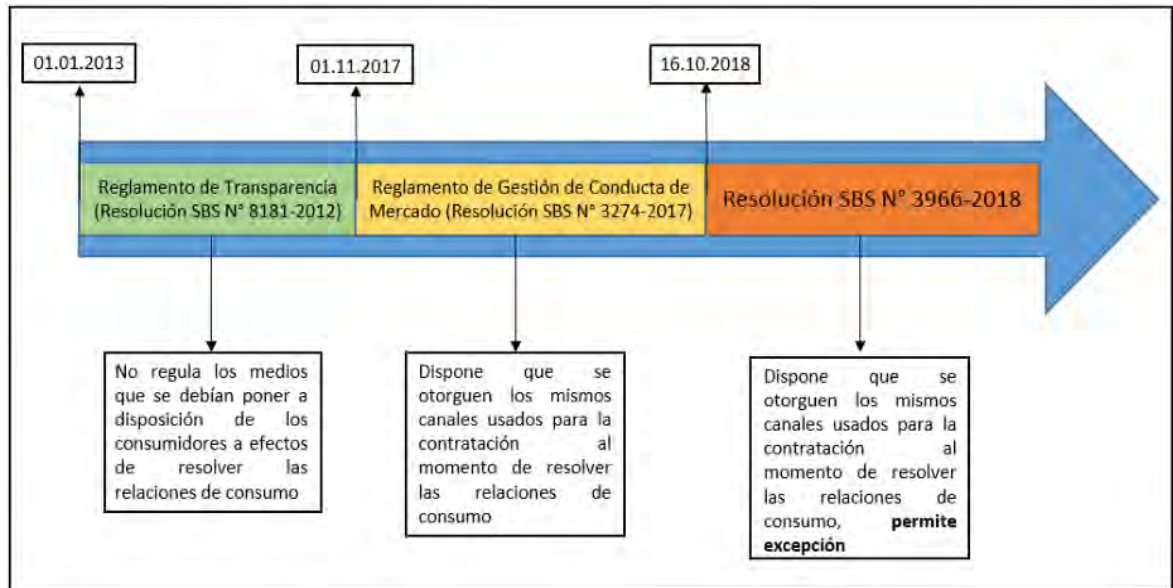 01.01.2013
01.11.2017
16.10.2018
Reglamento de Transparencia
(Resolución SBS N° 8181-2012)
Reglamento de Gestión de Conducta de
Mercado (Resolución SBS N° 3274-2017)
Resolución SBS N° 3966-2018
No regula los medios
que se debían poner a
disposición de los
consumidores a efectos
de resolver las
relaciones de consumo
Dispone que se
otorguen los mismos
canales usados para la
contratación al
momento de resolver
las relaciones de
consumo
Dispone que se
otorguen los mismos
canales usados para la
contratación al
momento de resolver
las relaciones de
consumo, permite
excepción